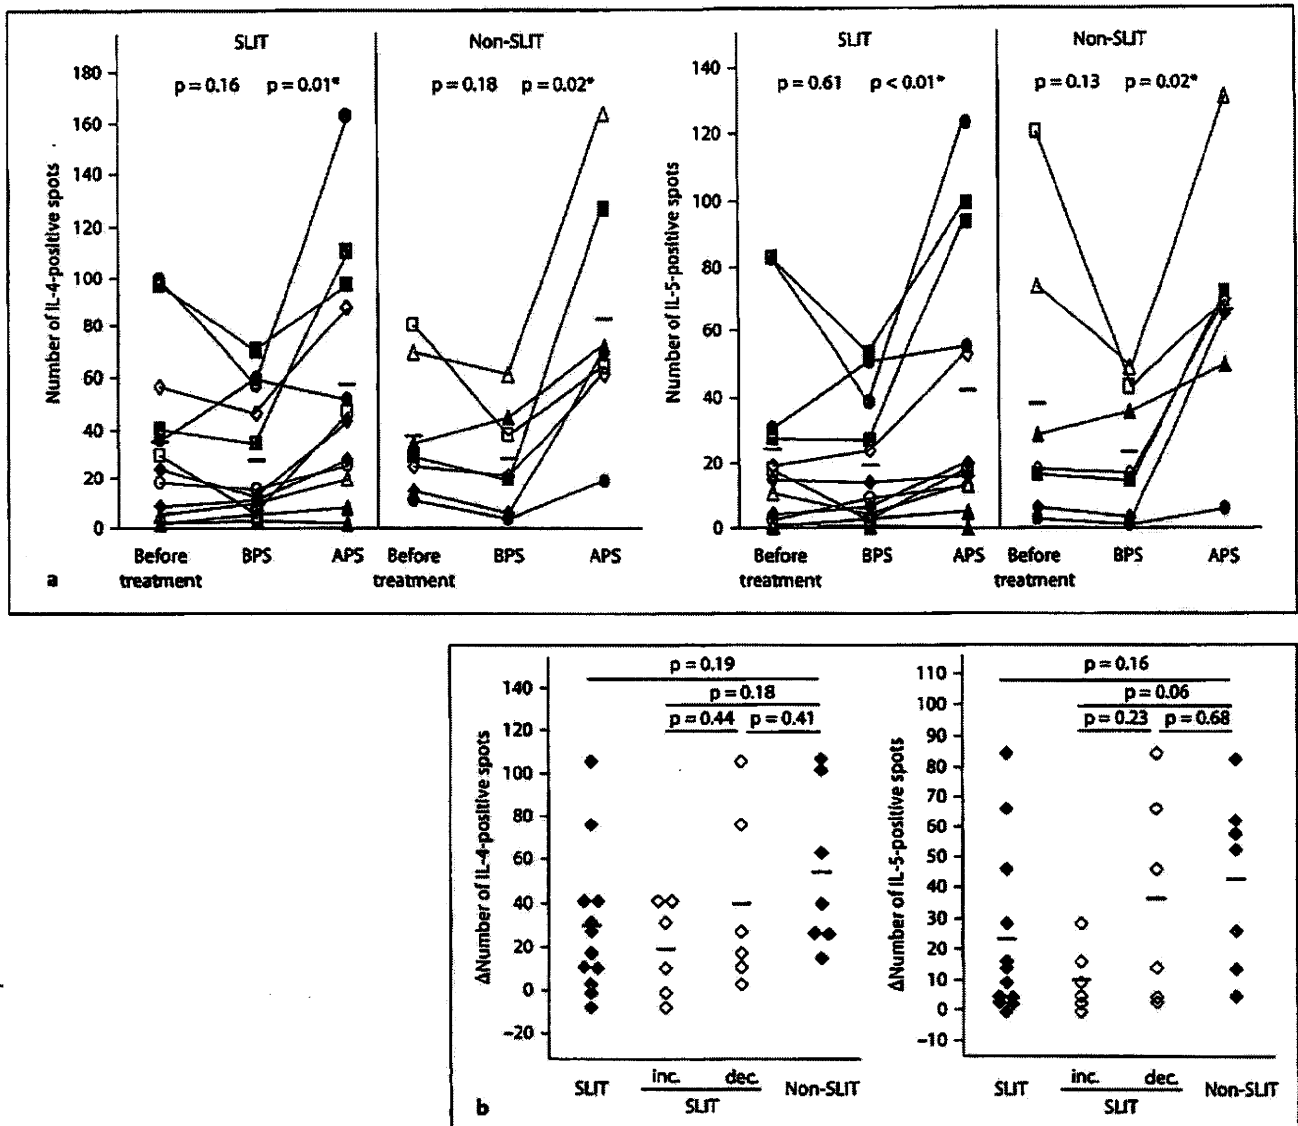 SLIT
Non-SLIT
p = 0.16 p = 0.01*
p = 0.18 p = 0.02*
Number of IL-4-positive spots
180
160
140
120
100
80
60
40
20
0
Before treatment
BPS
APS
Before treatment
BPS
APS
a
SLIT
Non-SLIT
p = 0.61 p < 0.01*
p = 0.13 p = 0.02*
Number of IL-5-positive spots
140
120
100
80
60
40
20
0
Before treatment
BPS
APS
Before treatment
BPS
APS
p = 0.19
p = 0.18
p = 0.44 p = 0.41
ΔNumber of IL-4-positive spots
140
120
100
80
60
40
20
0
−20
SLIT
inc.
dec.
SLIT
Non-SLIT
b
p = 0.16
p = 0.06
p = 0.23 p = 0.68
ΔNumber of IL-5-positive spots
110
100
90
80
70
60
50
40
30
20
10
0
−10
SLIT
inc.
dec.
SLIT
Non-SLIT